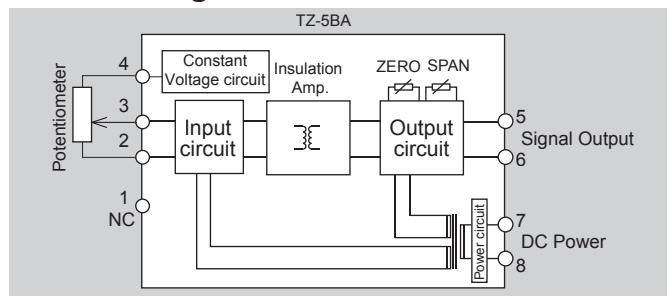 TZ-5BA
Potentiometer
4
3
2
1
NC
Constant
Voltage circuit
Insulation
Amp.
ZERO SPAN
Input
circuit
Output
circuit
5
Signal Output
6
Power circuit
7
DC Power
8